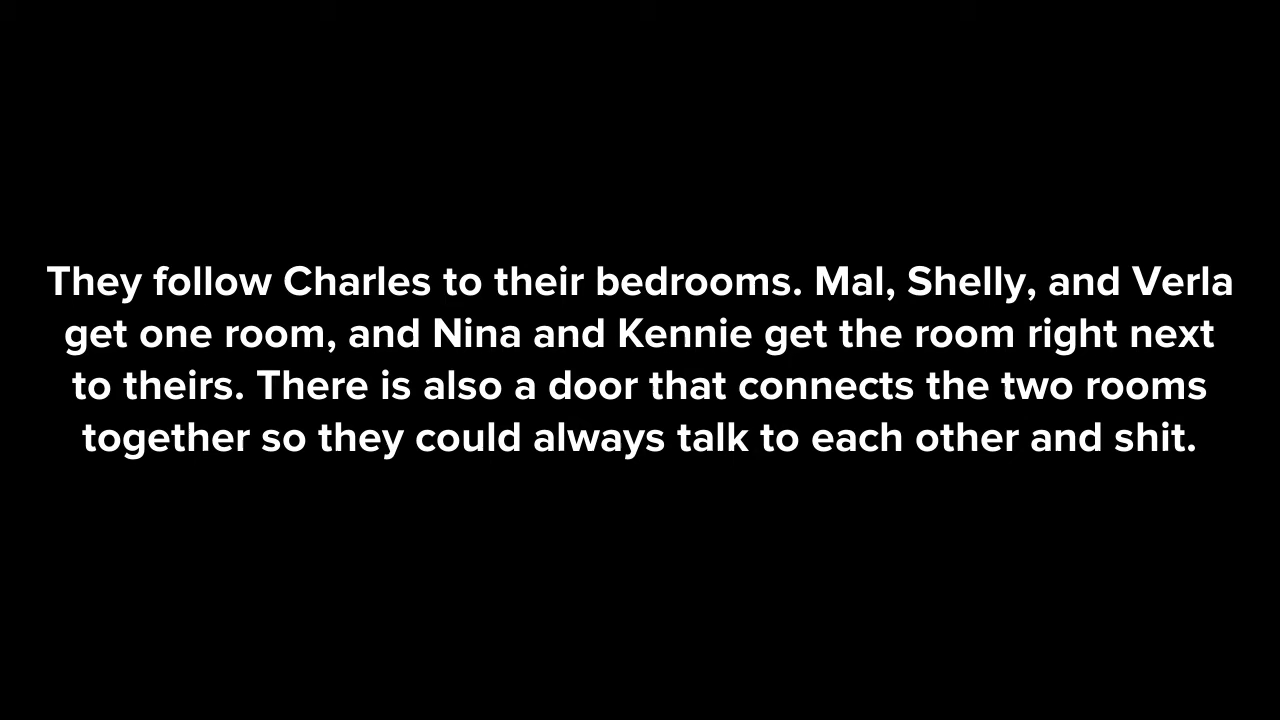 They follow Charles to their bedrooms. Mal, Shelly, and Verla
get one room, and Nina and Kennie get the room right next
to theirs. There is also a door that connects the two rooms
together so they could always talk to each other and shit.